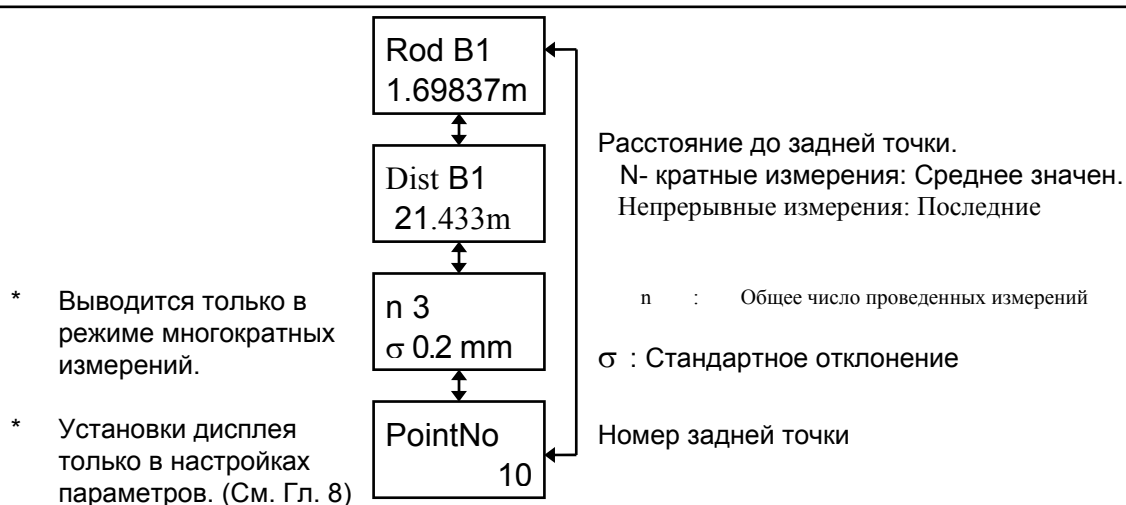 Rod B1
1.69837m
Расстояние до задней точки.
N- кратные измерения: Среднее значен.
Непрерывные измерения: Последние
Dist B1
21.433m
* Выводится только в
режиме многократных
измерений.
n 3
σ 0.2 mm
n : Общее число проведенных измерений
σ : Стандартное отклонение
* Установки дисплея
только в настройках
параметров. (См. Гл. 8)
PointNo
10
Номер задней точки